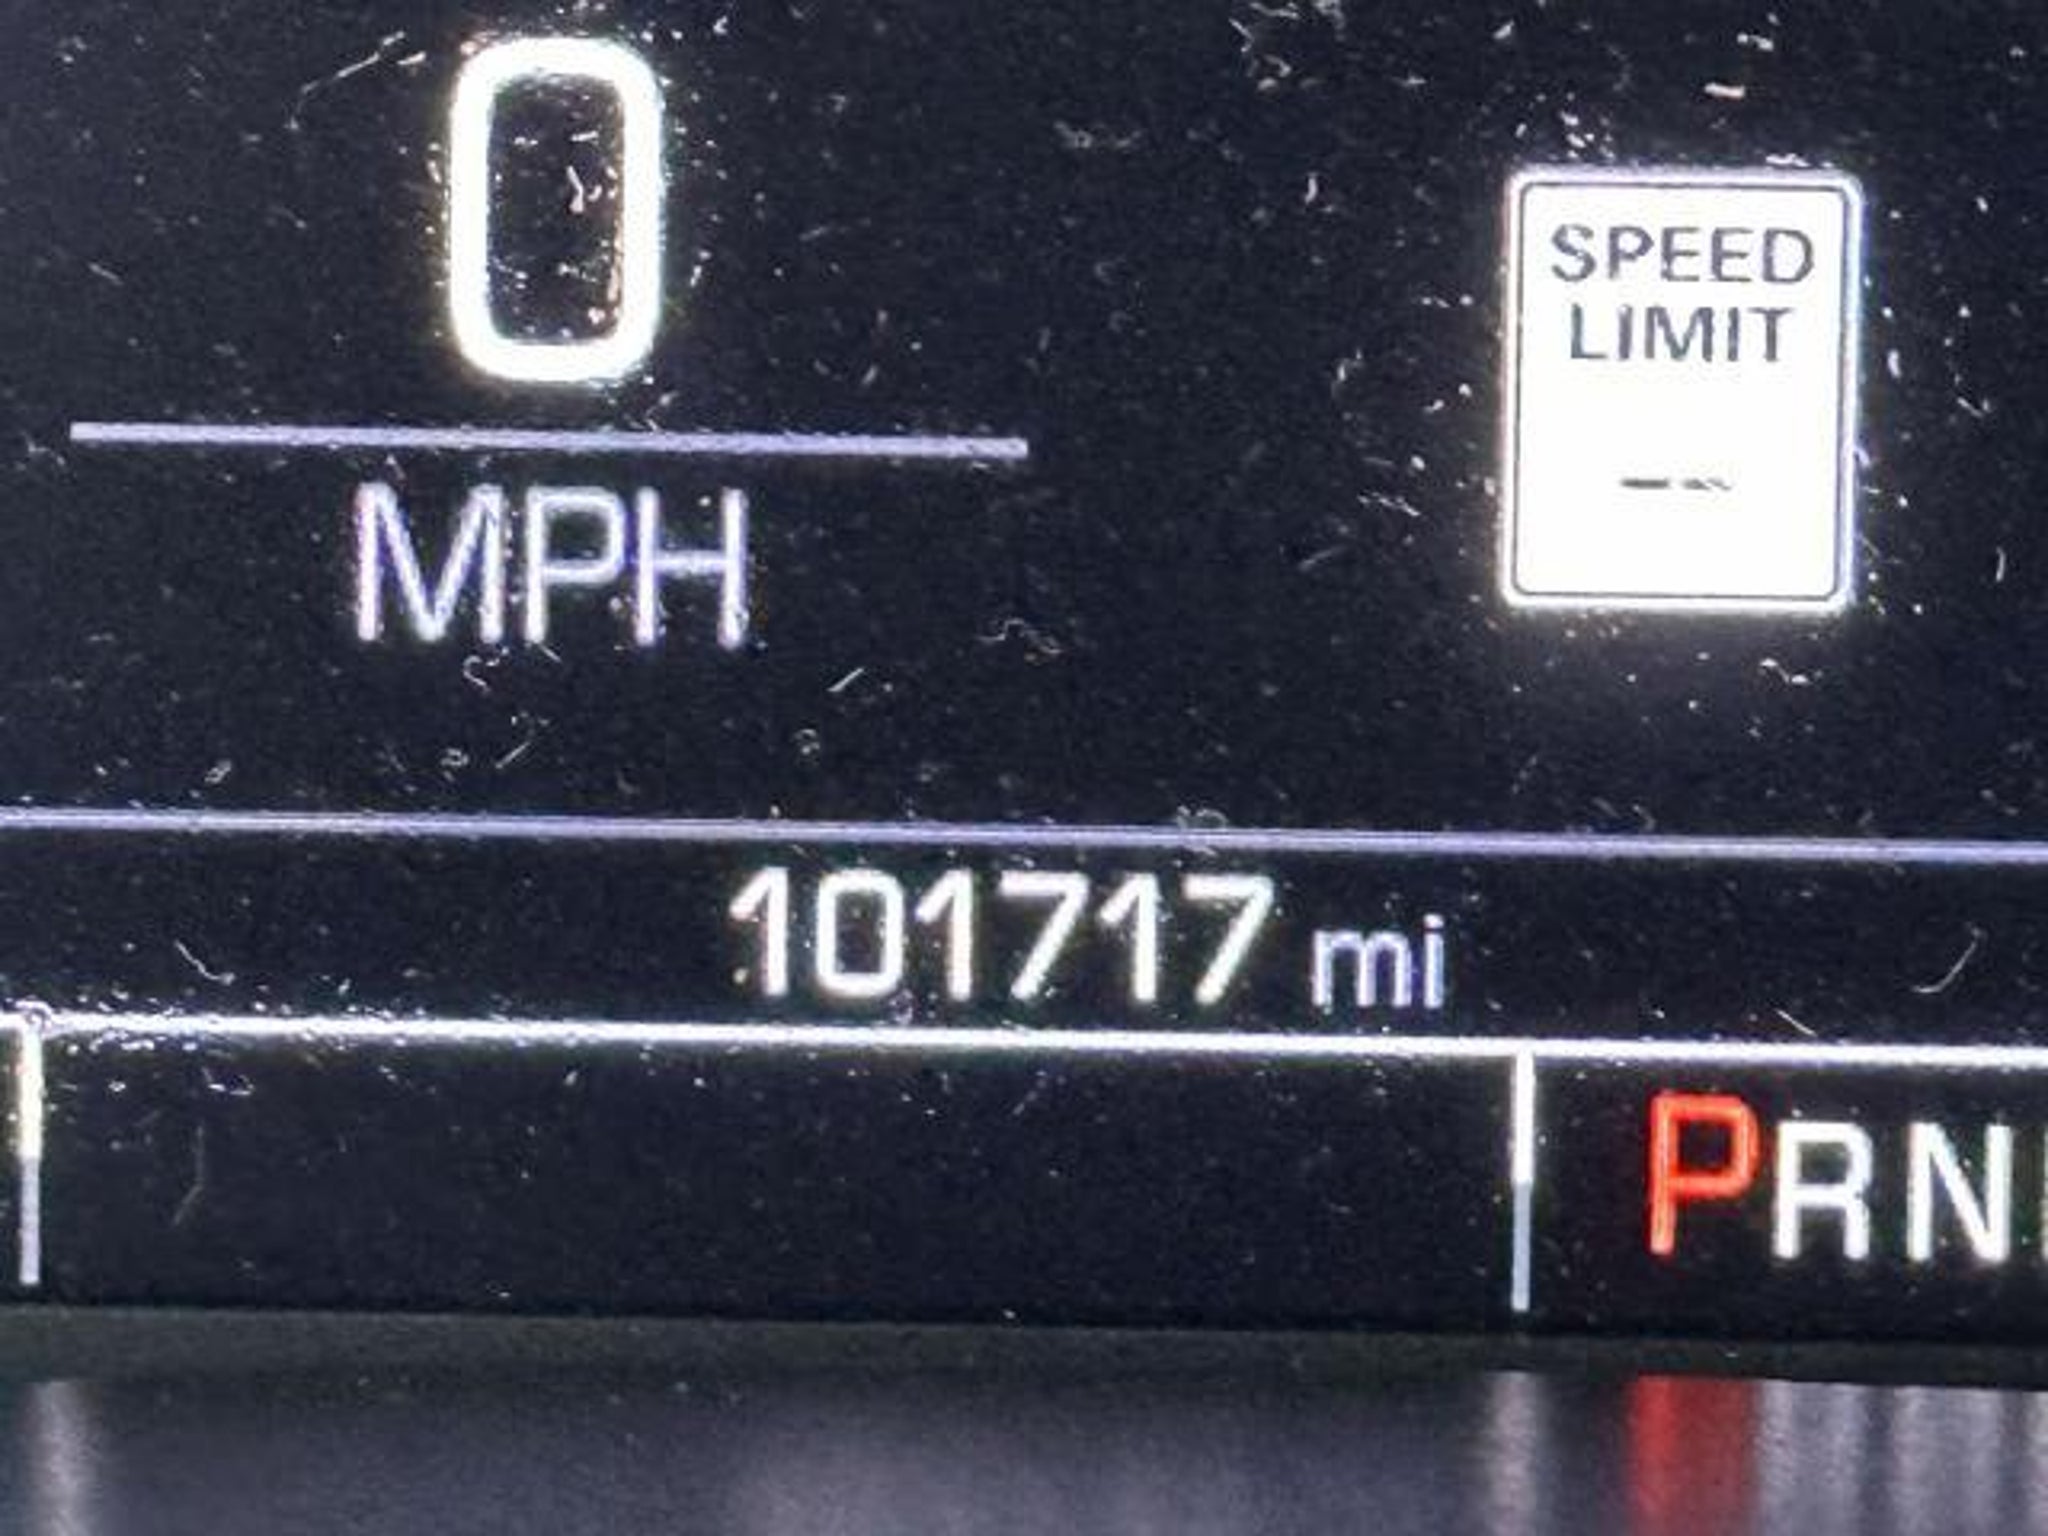 0
MPH
SPEED
LIMIT
--
101717 mi
PRN